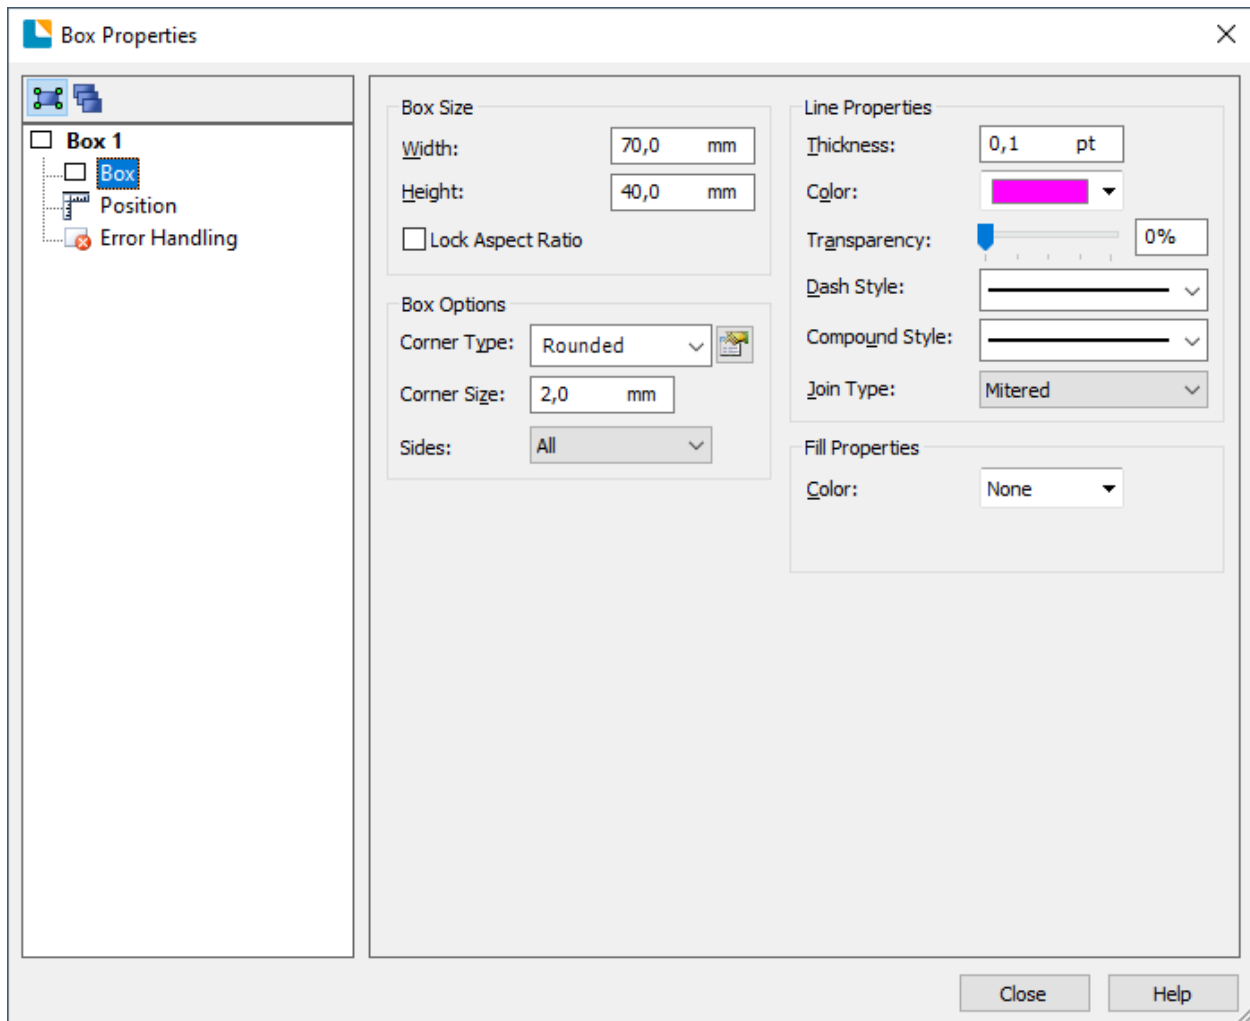 Box Properties
Box 1
Box
Position
Error Handling
Box Size
Width: 70,0 mm
Height: 40,0 mm
Lock Aspect Ratio
Box Options
Corner Type: Rounded
Corner Size: 2,0 mm
Sides: All
Line Properties
Thickness: 0,1 pt
Color:
Transparency: 0%
Dash Style:
Compound Style:
Join Type: Mitered
Fill Properties
Color: None
Close Help